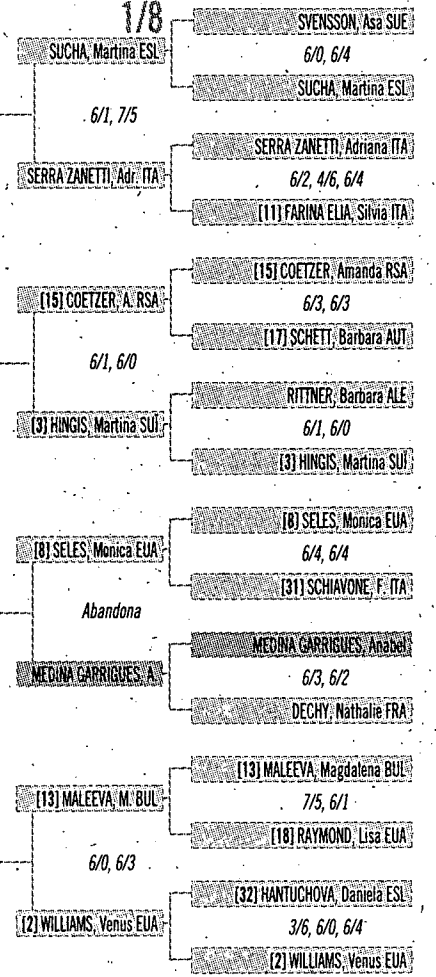 1/8
SVENSSON, Asa SUE
SUCHA, Martina ESL
6/0, 6/4
SUCHA, Martina ESL
6/1, 7/5
SERRA ZANETTI, Adriana ITA
SERRA ZANETTI, Adr. ITA
6/2, 4/6, 6/4
[11] FARINA ELIA, Silvia ITA
[15] COETZER, Amanda RSA
[15] COETZER, A. RSA
6/3, 6/3
[17] SCHETT, Barbara AUT
6/1, 6/0
RITTNER, Barbara ALE
[3] HINGIS, Martina SUI
6/1, 6/0
[3] HINGIS, Martina SUI
[8] SELES, Monica EUA
[8] SELES, Monica EUA
6/4, 6/4
[31] SCHIAVONE, F. ITA
Abandona
MEDINA GARRIGUES, Anabel
MEDINA GARRIGUES, A.
6/3, 6/2
DECHY, Nathalie FRA
[13] MALEEVA, Magdalena BUL
[13] MALEEVA, M. BUL
7/5, 6/1
[18] RAYMOND, Lisa EUA
6/0, 6/3
[32] HANTUCHOVA, Daniela ESL
[2] WILLIAMS, Venus EUA
3/6, 6/0, 6/4
[2] WILLIAMS, Venus EUA